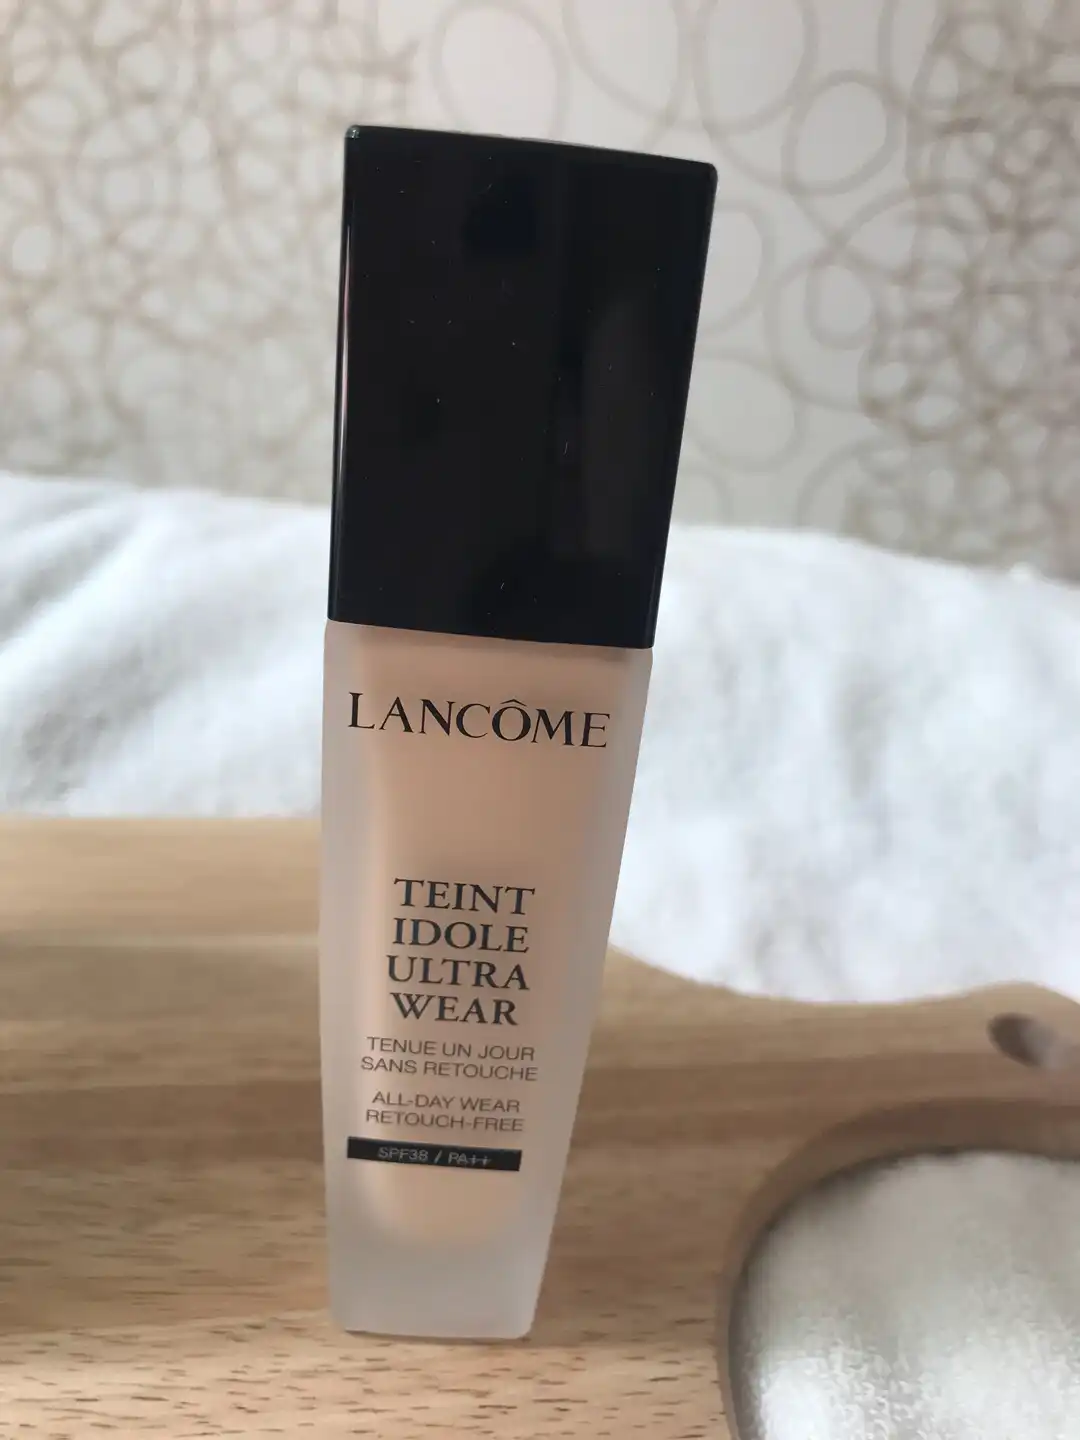 LANCÔME
TEINT
IDOLE
ULTRA
WEAR
TENUE UN JOUR
SANS RETOUCHE
ALL-DAY WEAR
RETOUCH-FREE
SPF38 / PA++